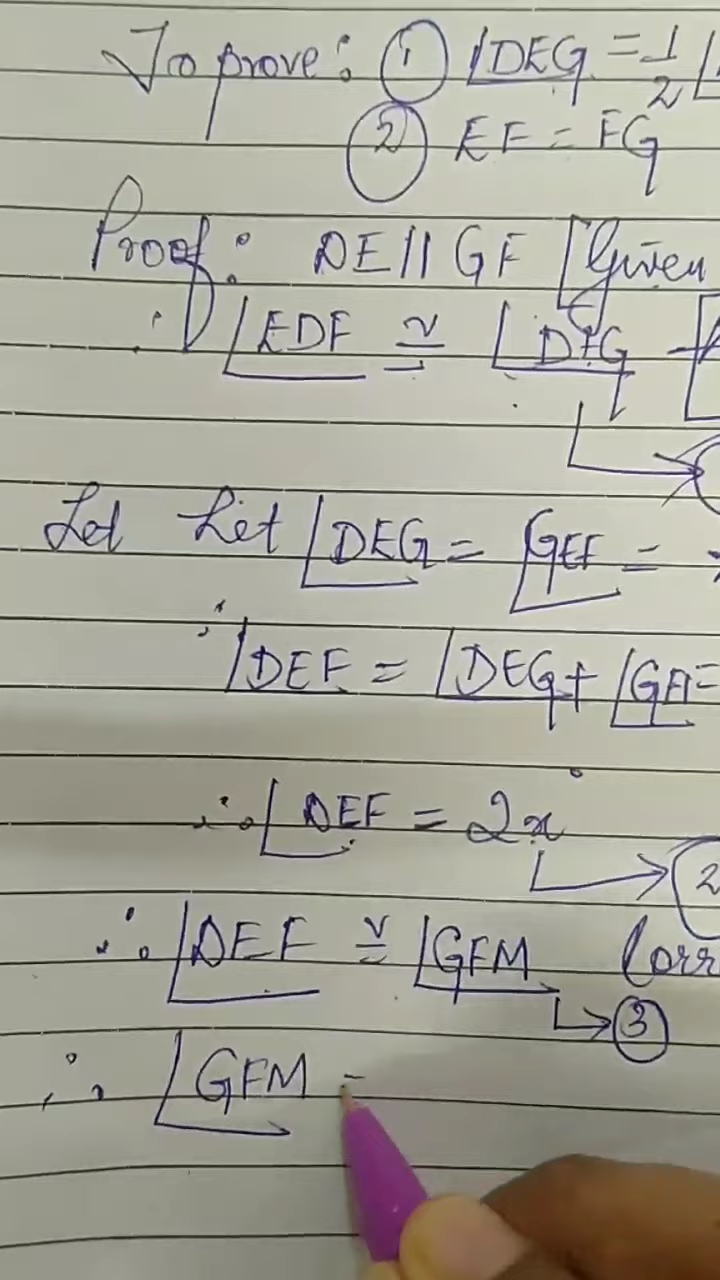 To prove: ① ∠DEG = 1/2 ∠
② EF = FG
Proof: DE || GF [Given
∴ ∠EDF ≅ ∠DFG
Let Let ∠DEG = ∠GEF =
∴ ∠DEF = ∠DEG + ∠GEF =
∴ ∠DEF = 2x° → 2
∴ ∠DEF ≅ ∠GFM Corr → ③
∴ ∠GFM =